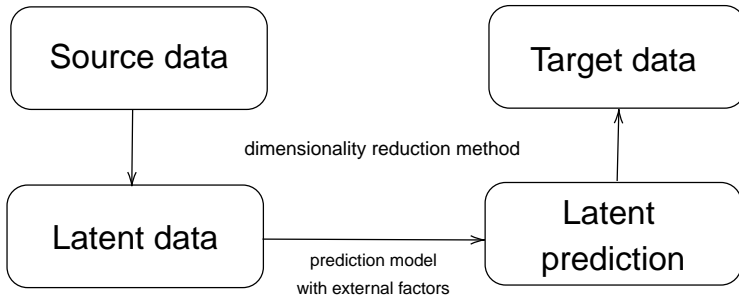 Source data
Target data
dimensionality reduction method
Latent data
Latent
prediction
prediction model
with external factors